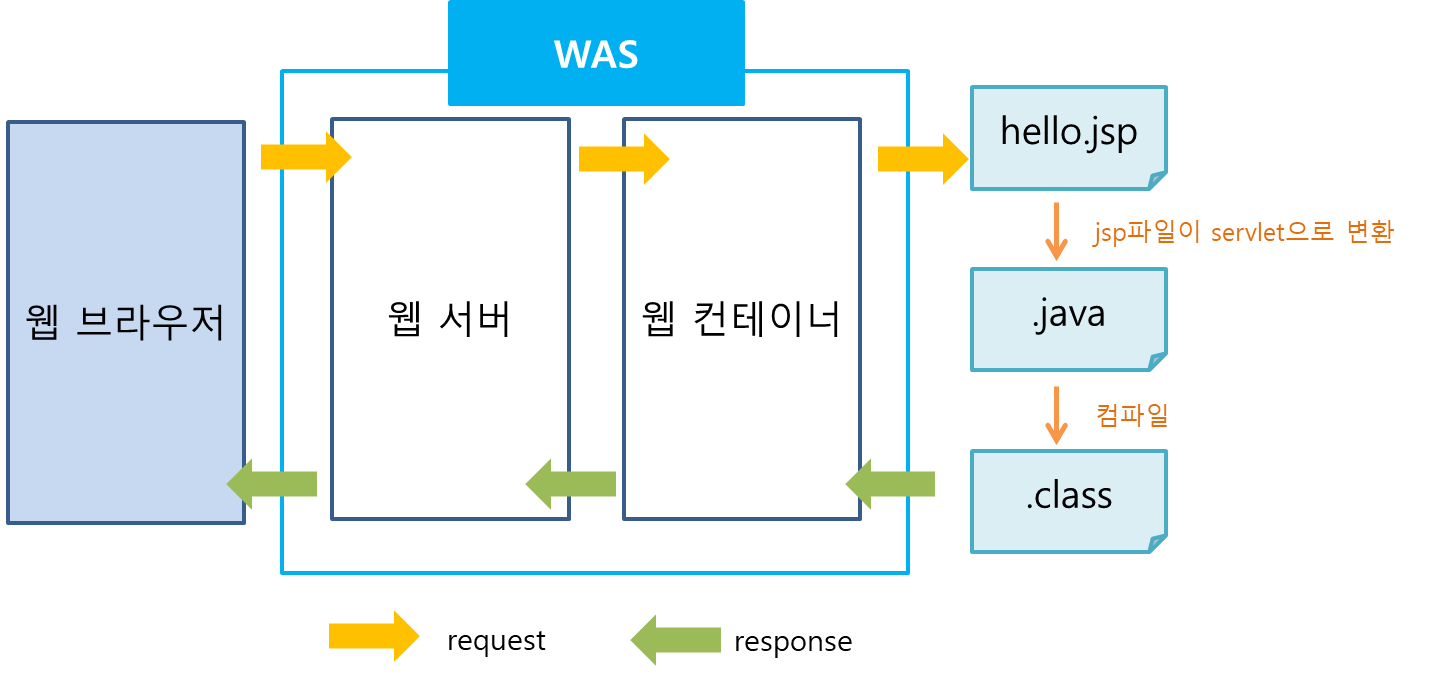 WAS
웹 브라우저
웹 서버
웹 컨테이너
hello.jsp
jsp파일이 servlet으로 변환
.java
컴파일
.class
request
response